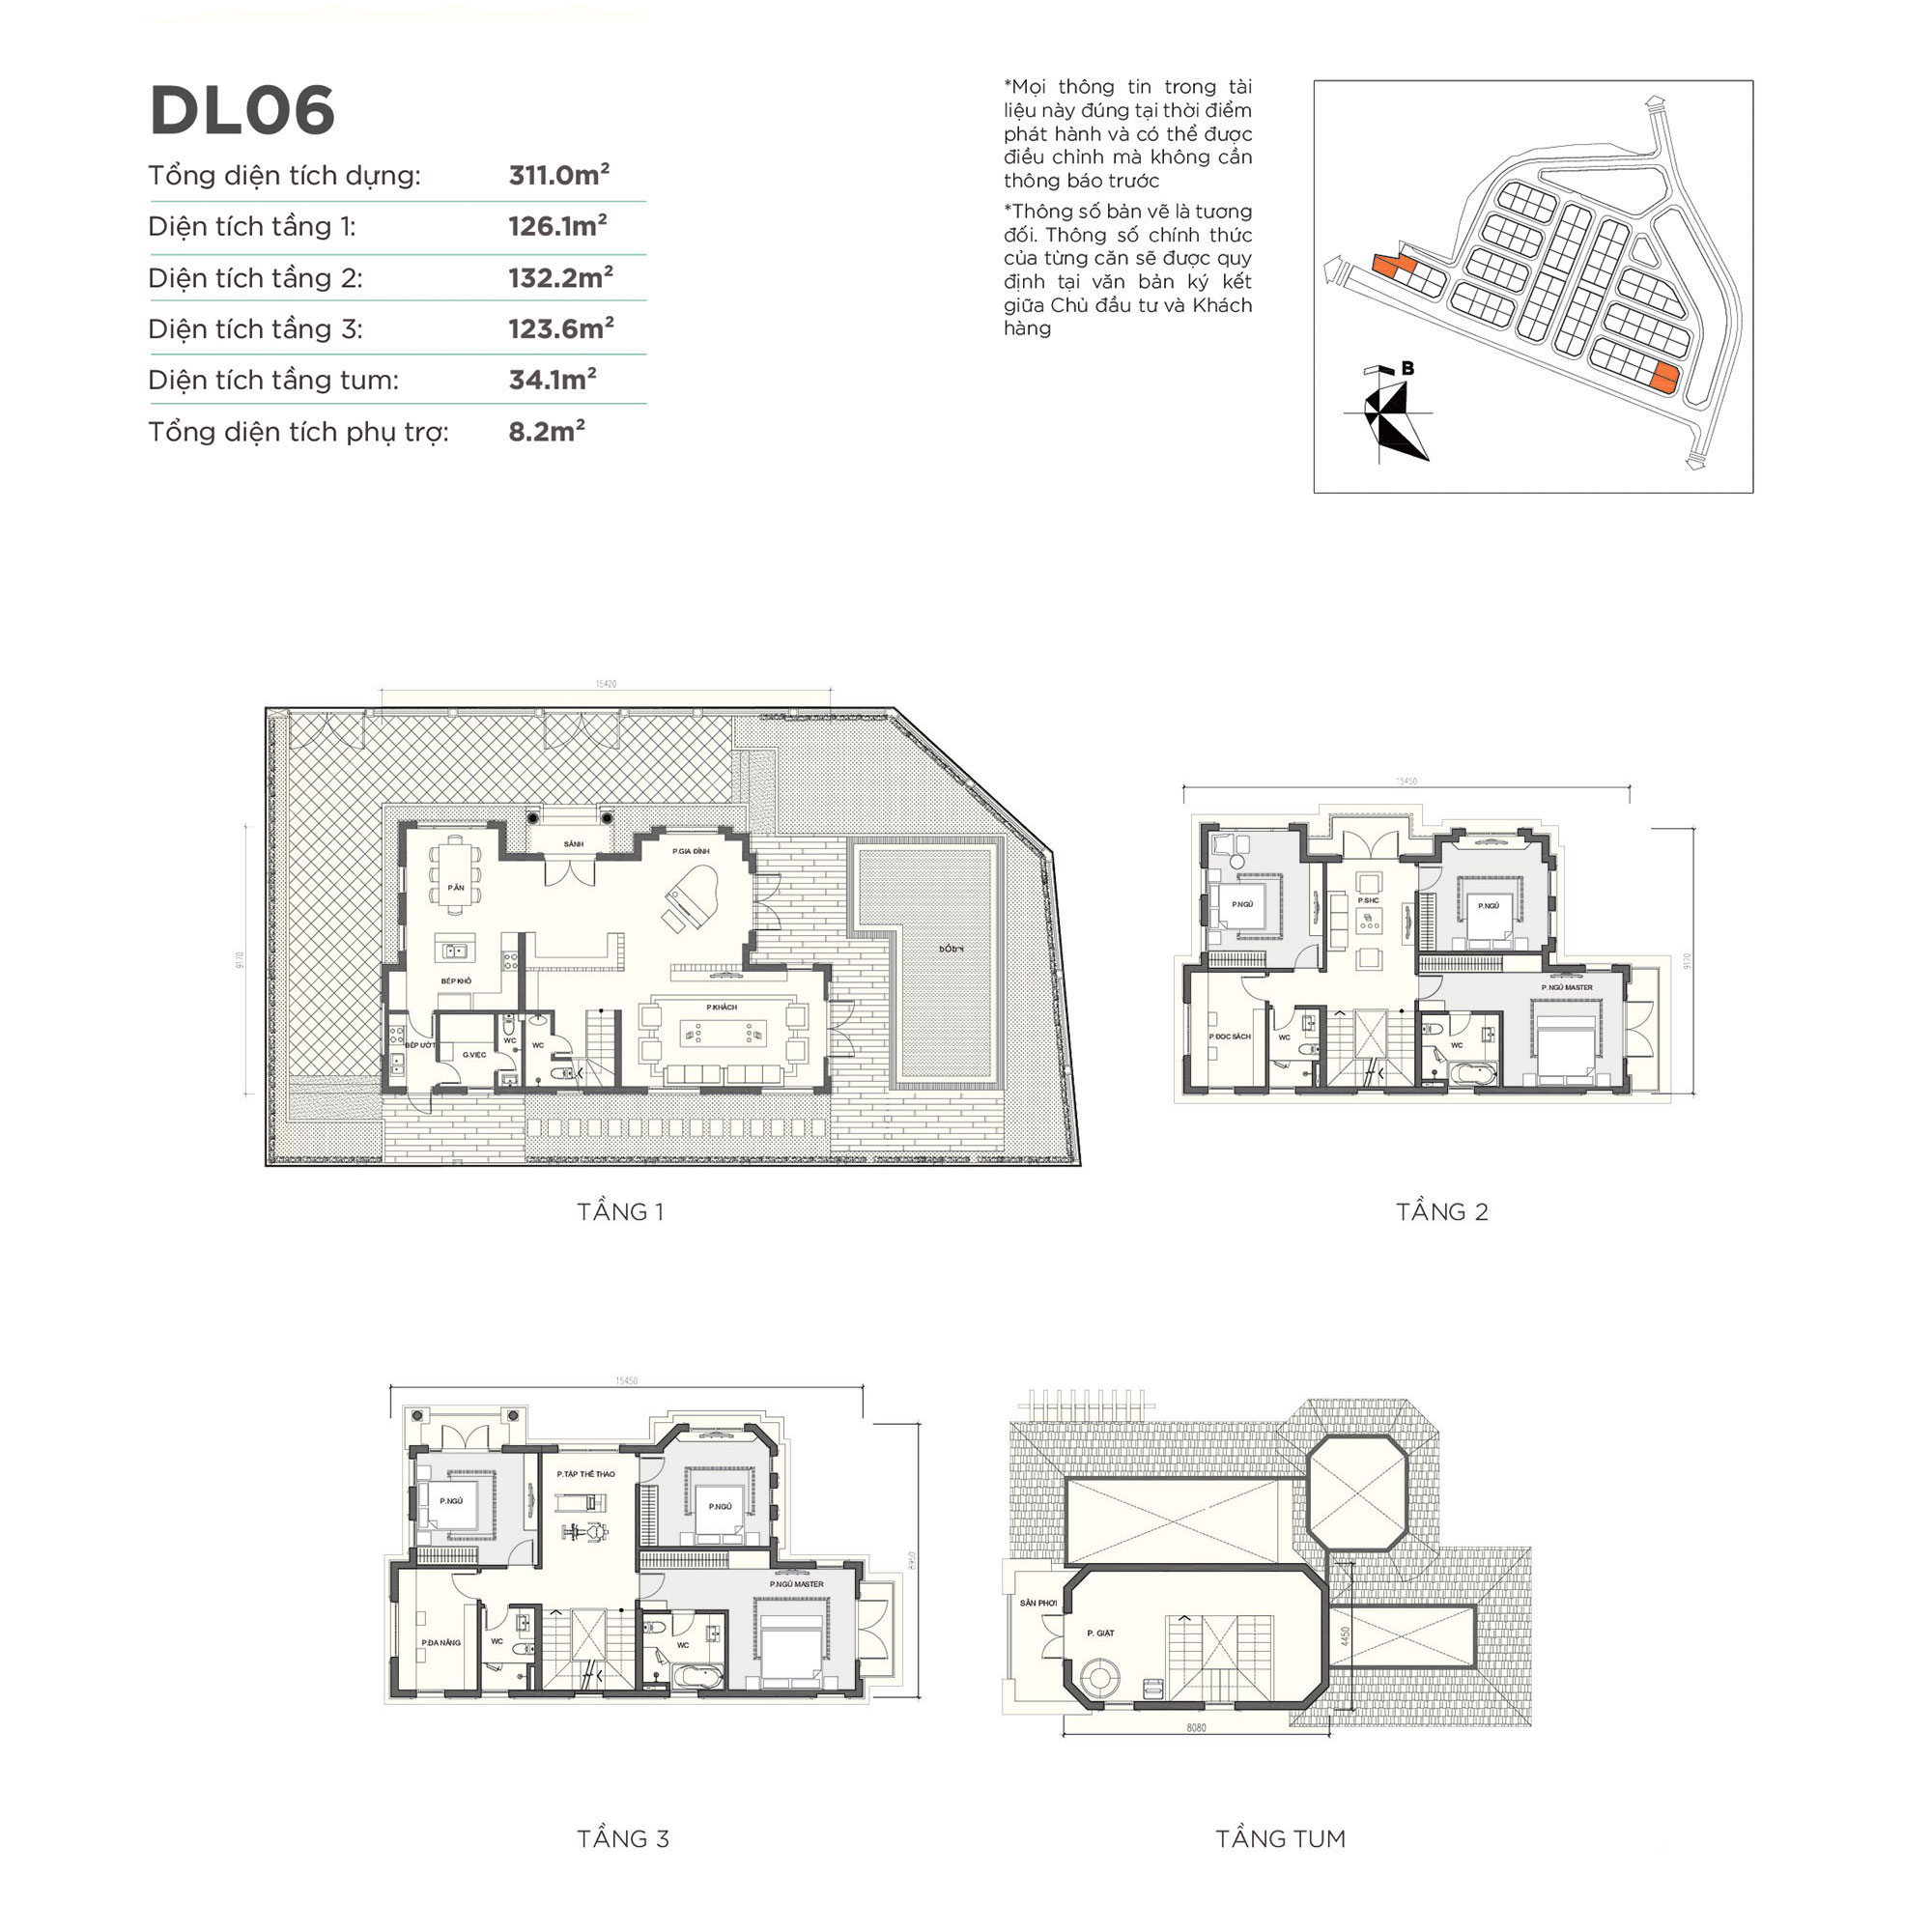 DL06
Tổng diện tích dựng: 311.0m²
Diện tích tầng 1: 126.1m²
Diện tích tầng 2: 132.2m²
Diện tích tầng 3: 123.6m²
Diện tích tầng tum: 34.1m²
Tổng diện tích phụ trợ: 8.2m²
*Mọi thông tin trong tài
liệu này đúng tại thời điểm
phát hành và có thể được
điều chỉnh mà không cần
thông báo trước
*Thông số bản vẽ là tương
đối. Thông số chính thức
của từng căn sẽ được quy
định tại văn bản ký kết
giữa Chủ đầu tư và Khách
hàng
B
15420
9170
SẢNH
P.GIA ĐÌNH
P.ĂN
BẾP KHÔ
P.KHÁCH
BẾP ƯỚT
G.VIỆC
WC
WC
TẦNG 1
15450
9170
P.NGỦ
P.SHC
P.NGỦ
P.NGỦ MASTER
P.ĐỌC SÁCH
WC
WC
TẦNG 2
15450
8950
P.TẬP THỂ THAO
P.NGỦ
P.NGỦ
P.NGỦ MASTER
P.ĐA NĂNG
WC
WC
TẦNG 3
SÂN PHƠI
P. GIẶT
4450
8080
TẦNG TUM